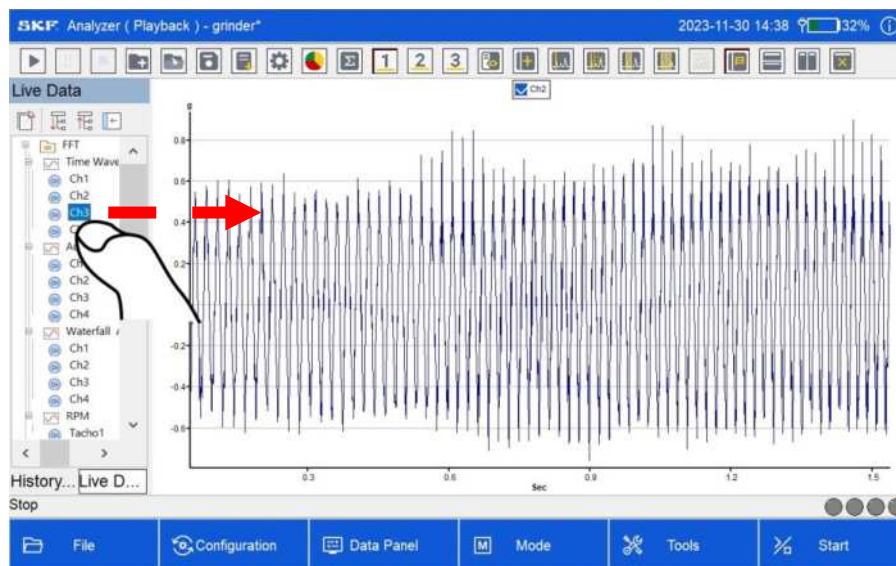 SKF Analyzer ( Playback ) - grinder* 2023-11-30 14:38 32%
1 2 3
Live Data
Ch2
g
FFT
Time Wave
Ch1
Ch2
Ch3
Ch2
Ch3
Ch4
Waterfall
Ch1
Ch2
Ch3
Ch4
RPM
Tacho1
0.8
0.6
0.4
0.2
-0.2
-0.4
-0.6
0.3 0.6 0.9 1.2 1.5
Sec
History... Live D...
Stop
File Configuration Data Panel M Mode Tools Start